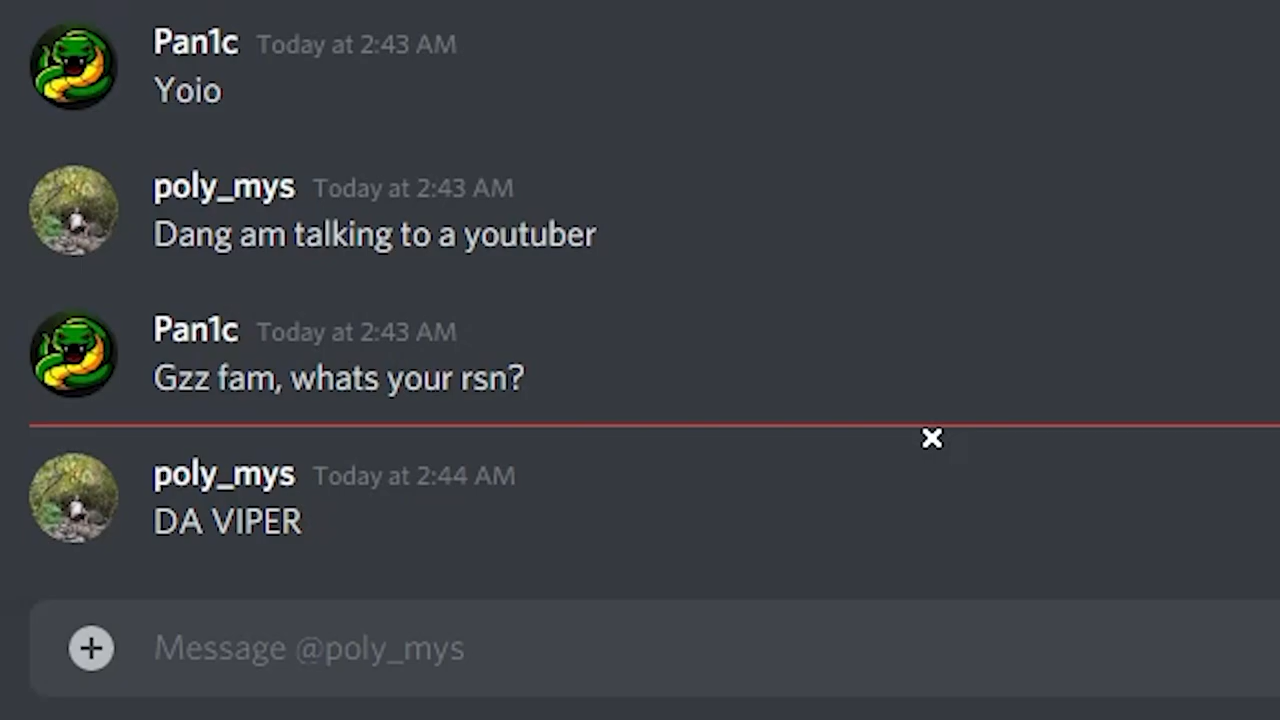 Pan1c Today at 2:43 AM
Yoio
poly_mys Today at 2:43 AM
Dang am talking to a youtuber
Pan1c Today at 2:43 AM
Gzz fam, whats your rsn?
poly_mys Today at 2:44 AM
DA VIPER
Message @poly_mys